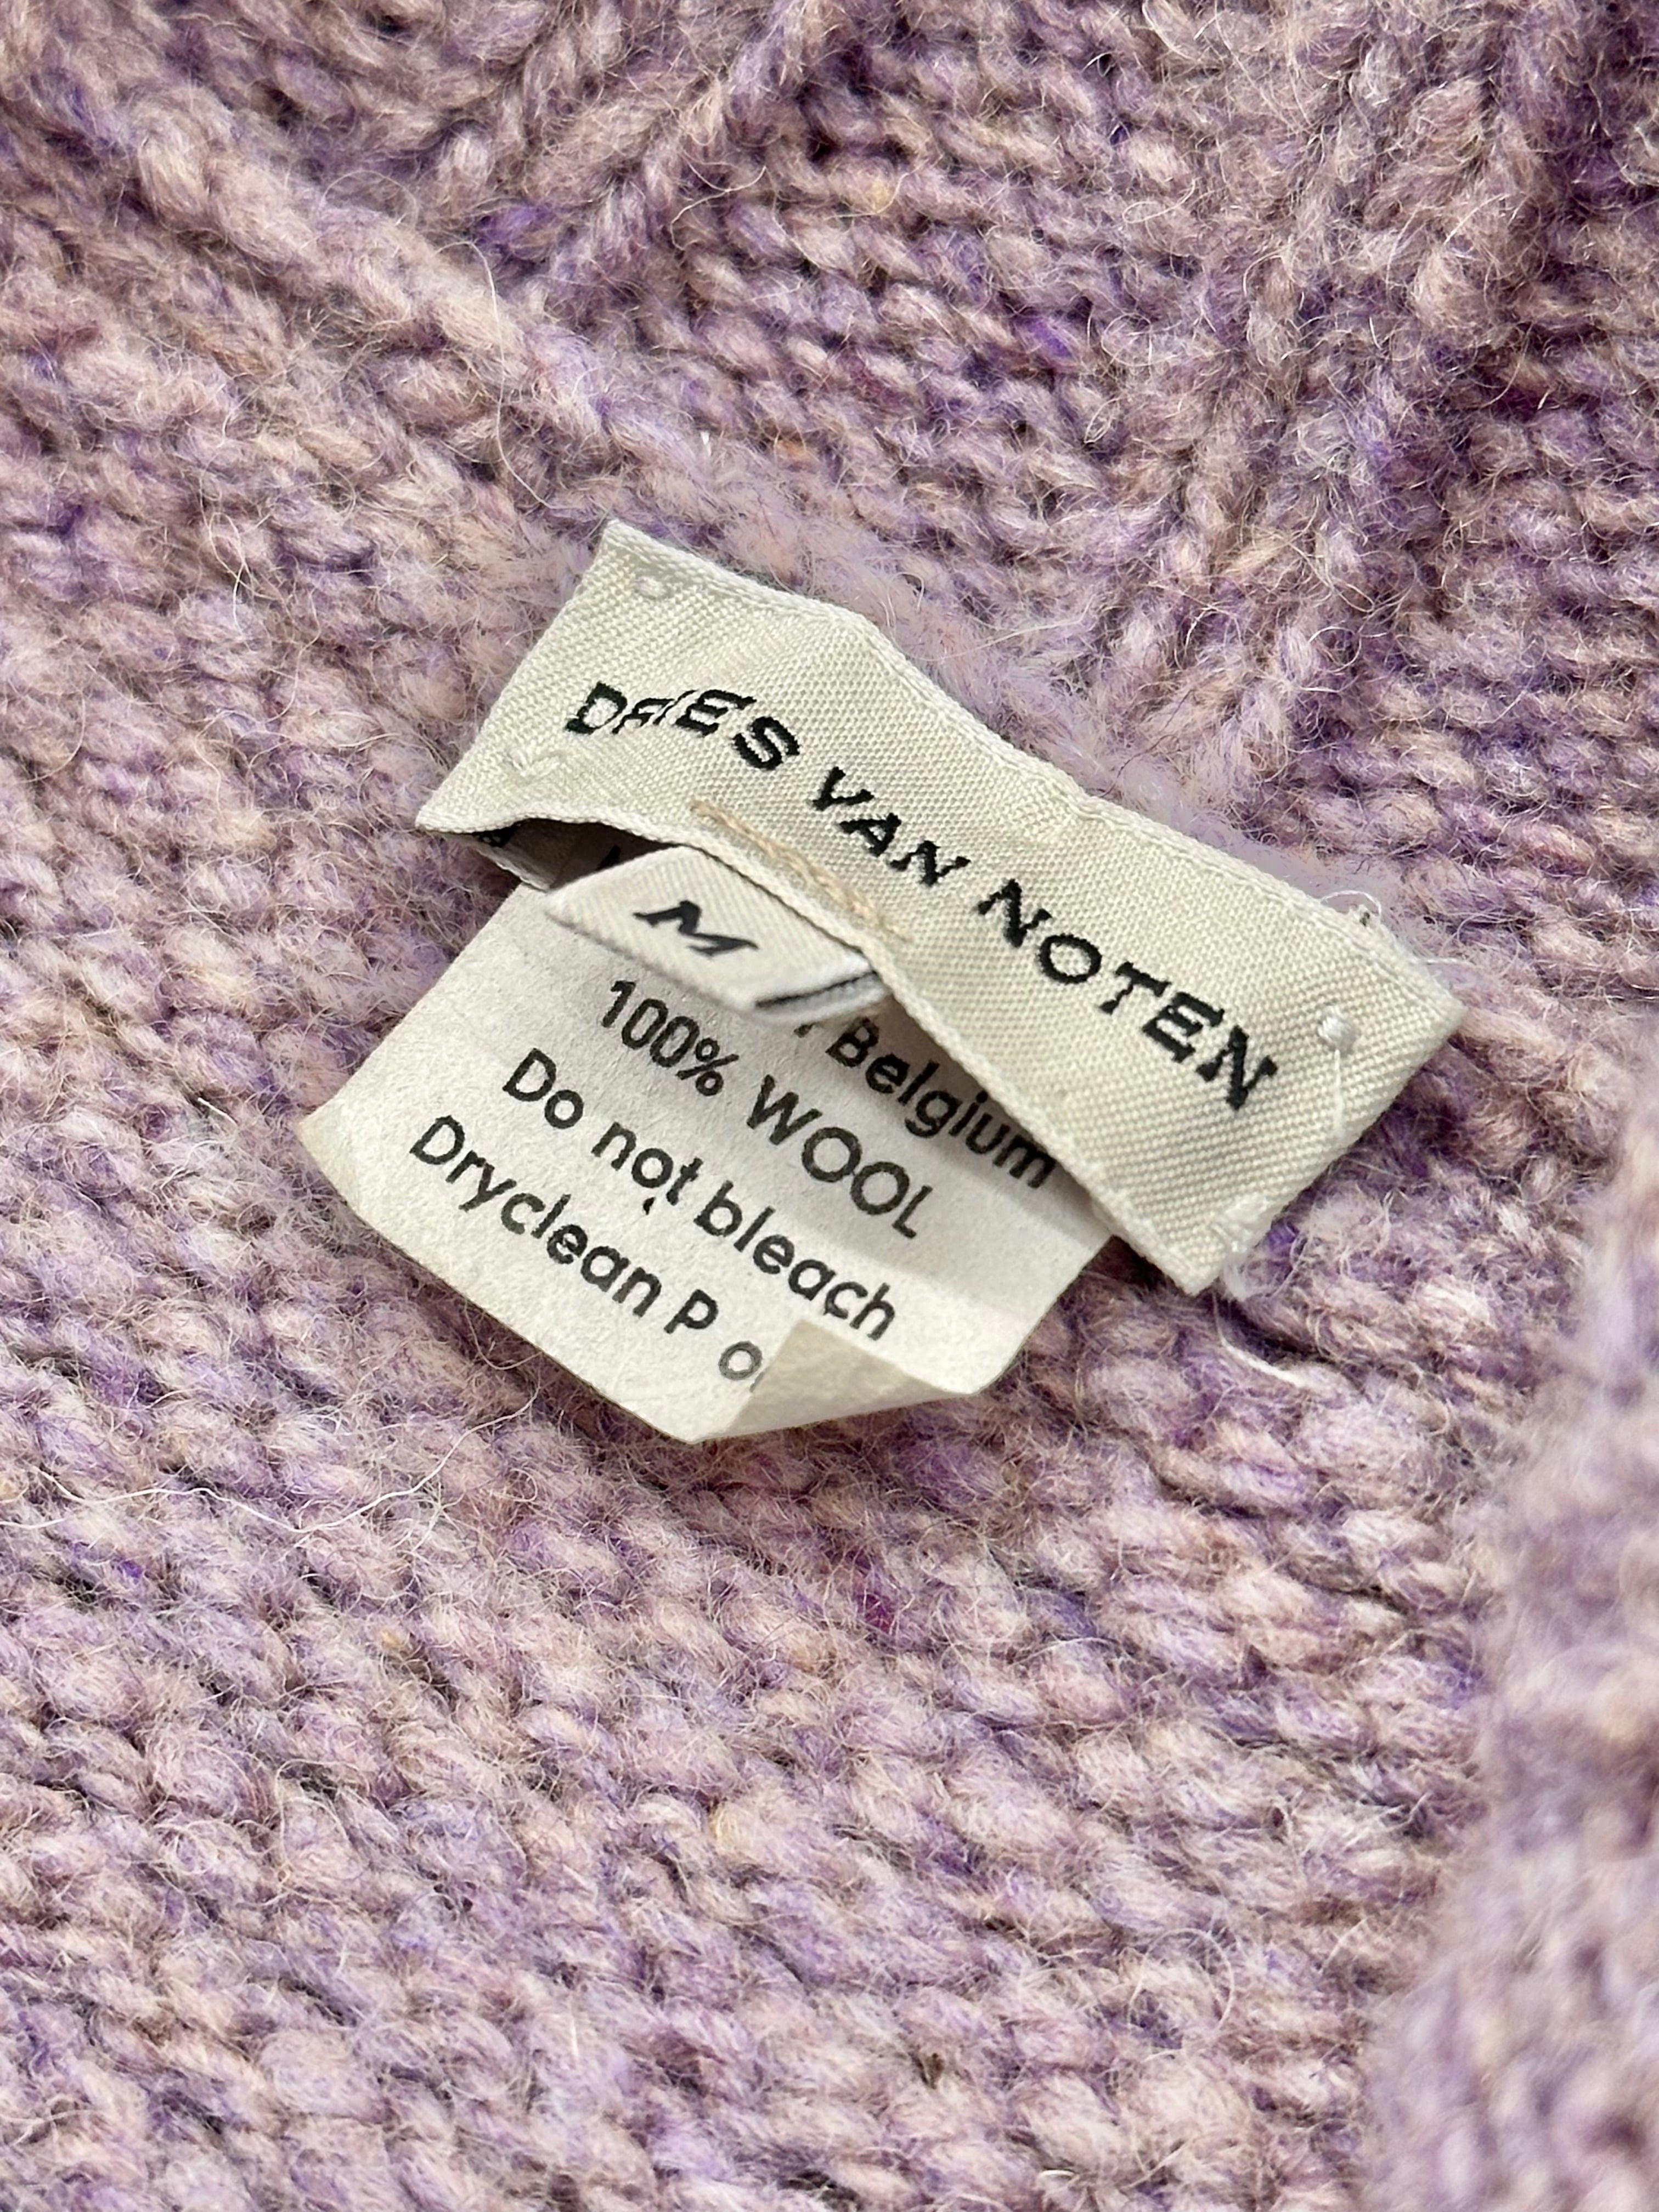 DRIES VAN NOTEN
M
Belgium
100% WOOL
Do not bleach
Dryclean P